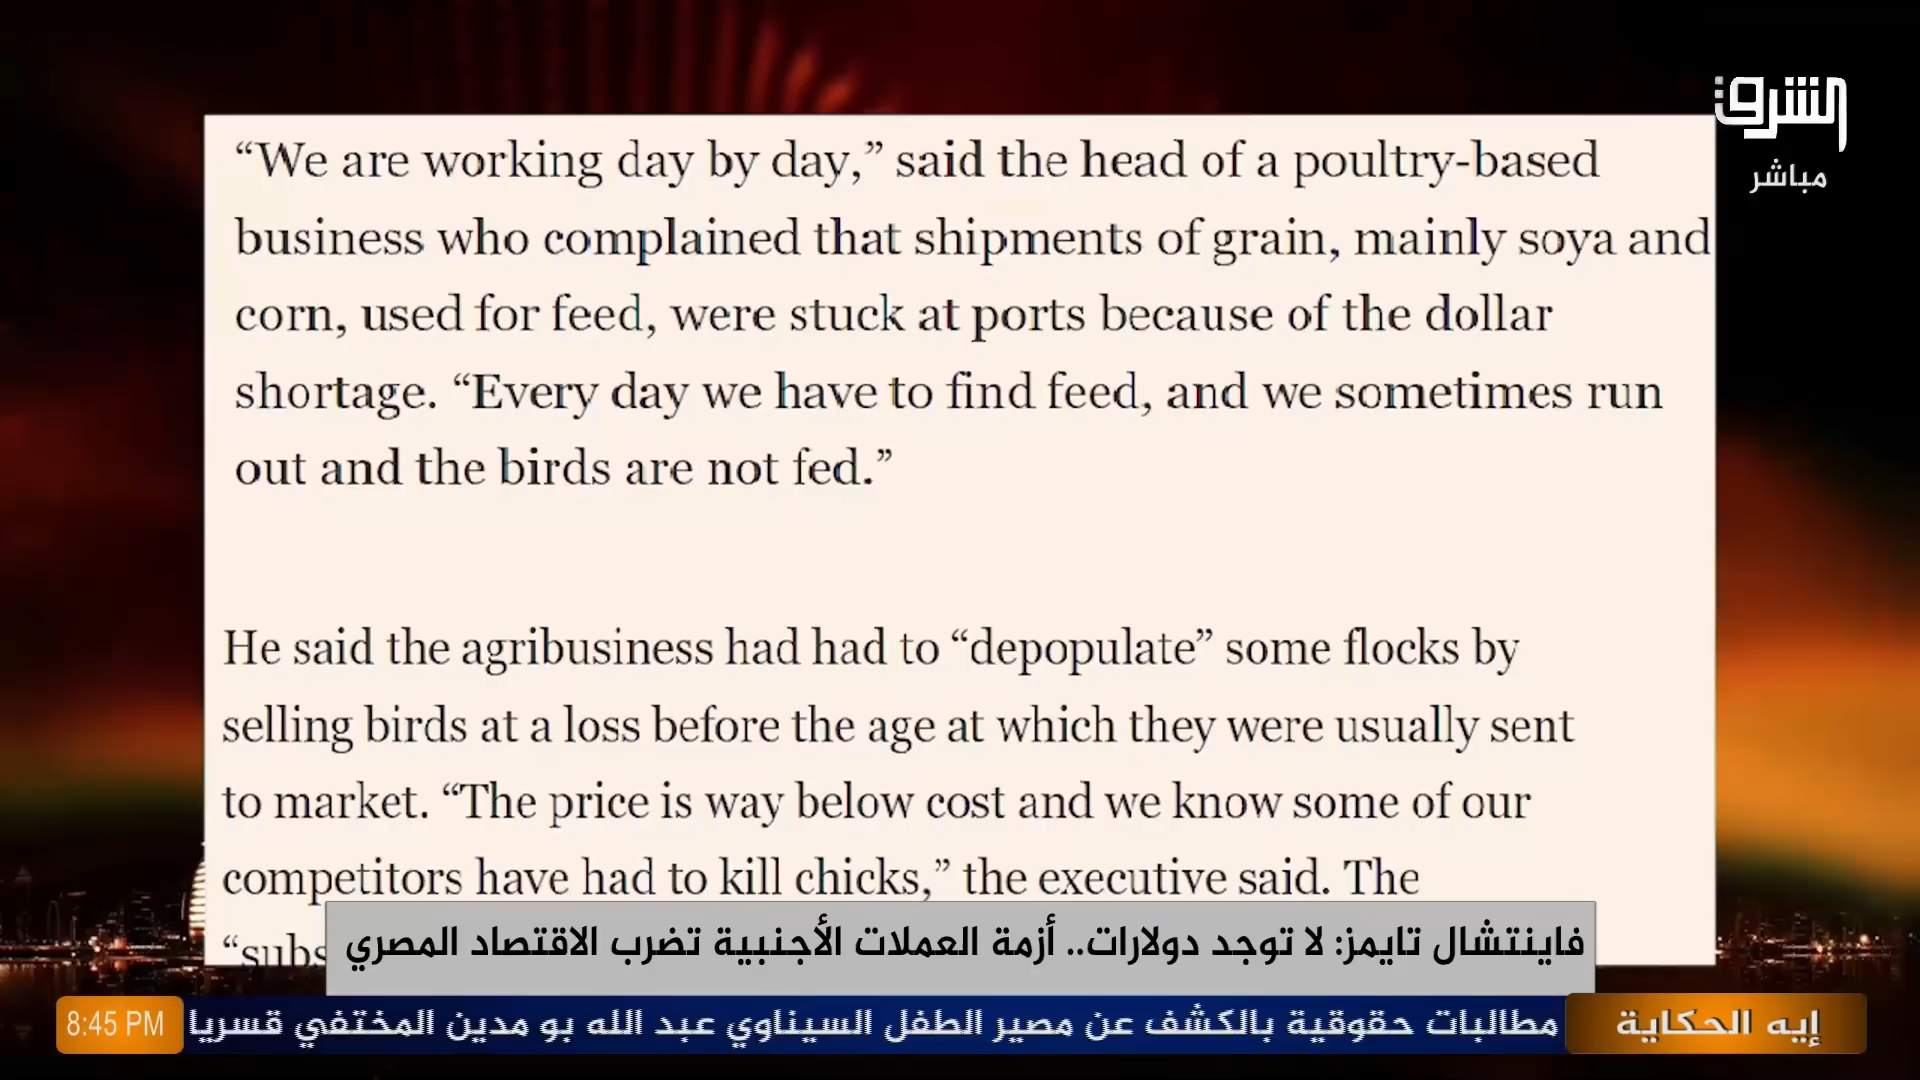 الشرق
مباشر
“We are working day by day,” said the head of a poultry-based
business who complained that shipments of grain, mainly soya and
corn, used for feed, were stuck at ports because of the dollar
shortage. “Every day we have to find feed, and we sometimes run
out and the birds are not fed.”
He said the agribusiness had had to “depopulate” some flocks by
selling birds at a loss before the age at which they were usually sent
to market. “The price is way below cost and we know some of our
competitors have had to kill chicks,” the executive said. The
فاينتشال تايمز: لا توجد دولارات.. أزمة العملات الأجنبية تضرب الاقتصاد المصري
إيه الحكاية
مطالبات حقوقية بالكشف عن مصير الطفل السيناوي عبد الله بو مدين المختفي قسريا
8:45 PM